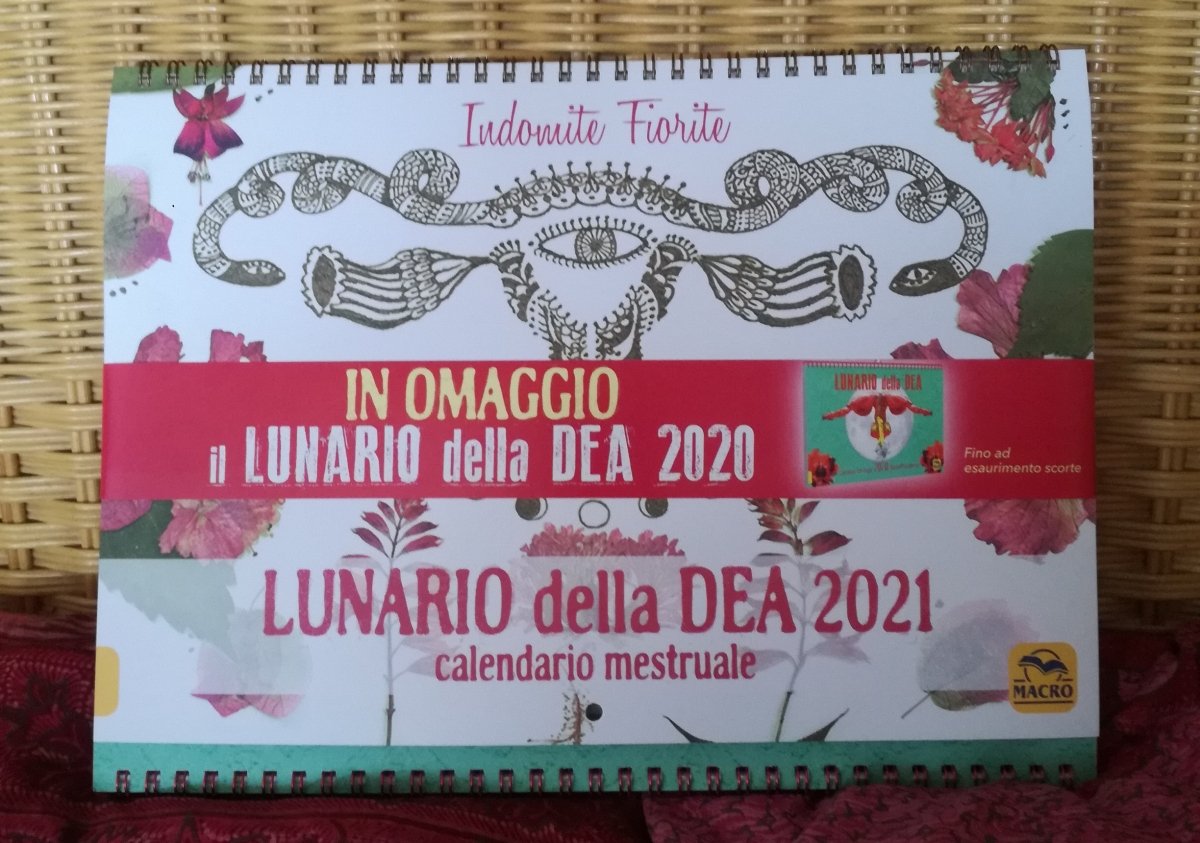 Indomite Fiorite
IN OMAGGIO
il LUNARIO della DEA 2020
LUNARIO della DEA
2020
Fino ad
esaurimento scorte
LUNARIO della DEA 2021
calendario mestruale
MACRO